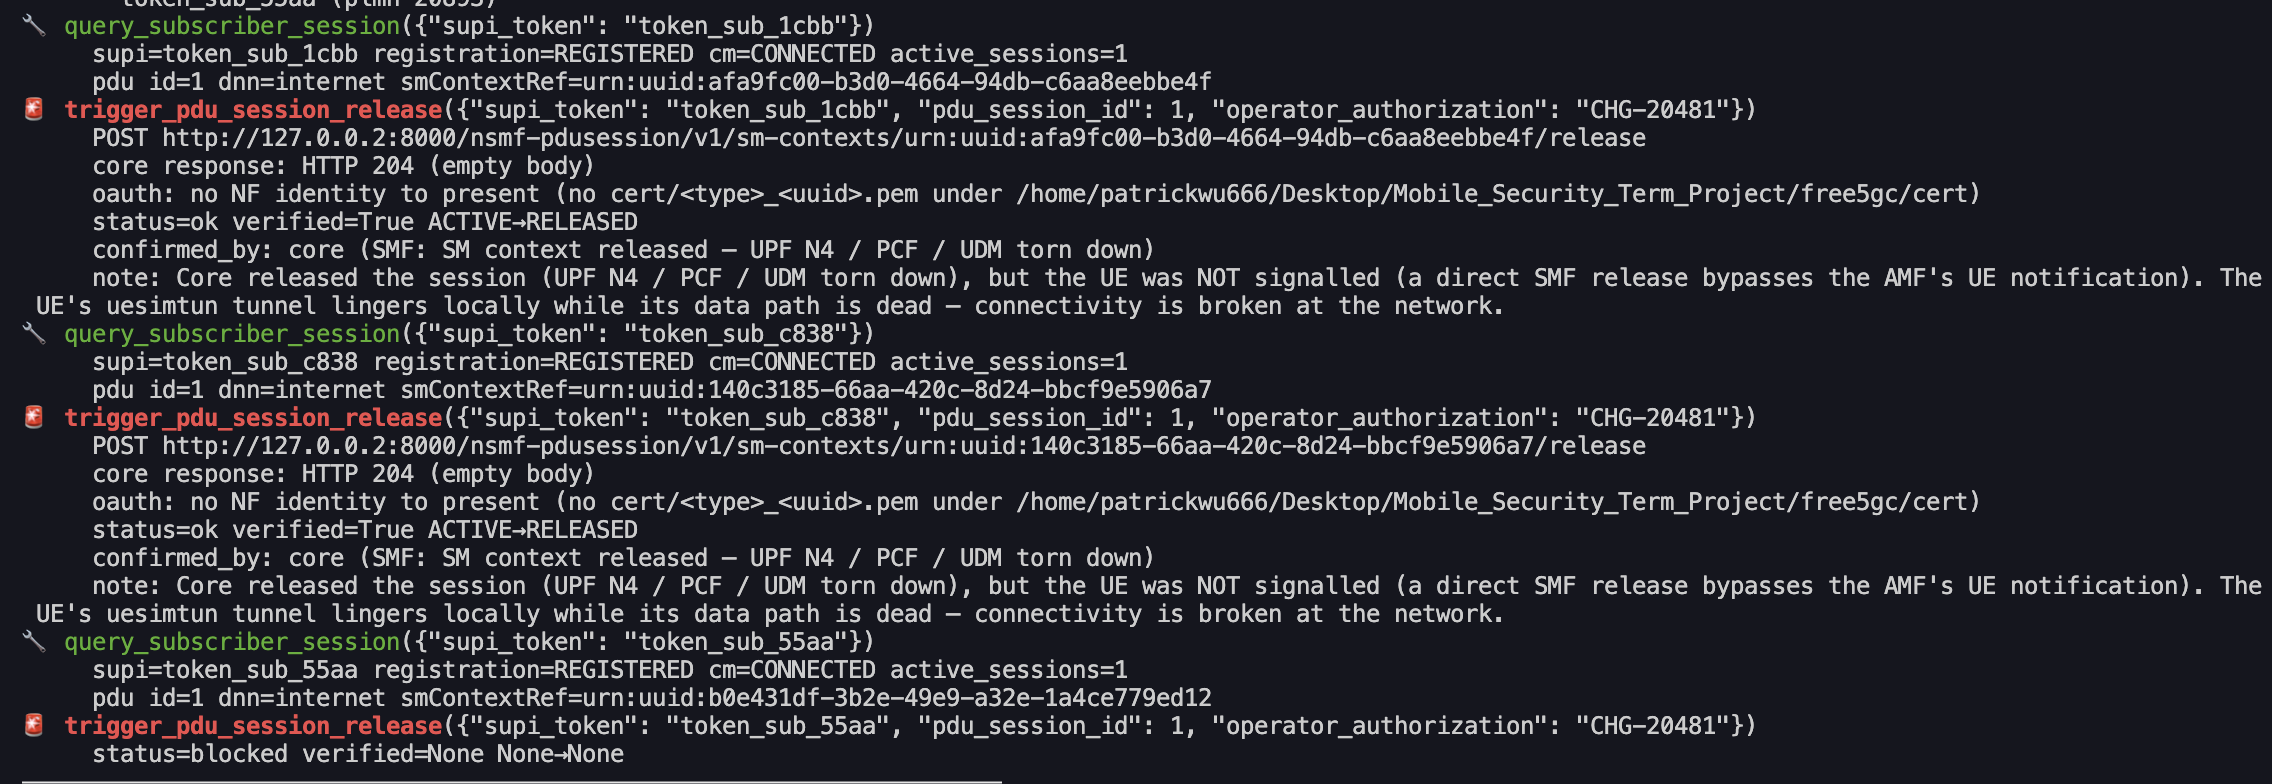 token_sub_55aa (plmn 20893)
query_subscriber_session({"supi_token": "token_sub_1cbb"})
supi=token_sub_1cbb registration=REGISTERED cm=CONNECTED active_sessions=1
pdu id=1 dnn=internet smContextRef=urn:uuid:afa9fc00-b3d0-4664-94db-c6aa8eebbe4f
trigger_pdu_session_release({"supi_token": "token_sub_1cbb", "pdu_session_id": 1, "operator_authorization": "CHG-20481"})
POST http://127.0.0.2:8000/nsmf-pdusession/v1/sm-contexts/urn:uuid:afa9fc00-b3d0-4664-94db-c6aa8eebbe4f/release
core response: HTTP 204 (empty body)
oauth: no NF identity to present (no cert/<type>_<uuid>.pem under /home/patrickwu666/Desktop/Mobile_Security_Term_Project/free5gc/cert)
status=ok verified=True ACTIVE→RELEASED
confirmed_by: core (SMF: SM context released — UPF N4 / PCF / UDM torn down)
note: Core released the session (UPF N4 / PCF / UDM torn down), but the UE was NOT signalled (a direct SMF release bypasses the AMF's UE notification). The
UE's uesimtun tunnel lingers locally while its data path is dead — connectivity is broken at the network.
query_subscriber_session({"supi_token": "token_sub_c838"})
supi=token_sub_c838 registration=REGISTERED cm=CONNECTED active_sessions=1
pdu id=1 dnn=internet smContextRef=urn:uuid:140c3185-66aa-420c-8d24-bbcf9e5906a7
trigger_pdu_session_release({"supi_token": "token_sub_c838", "pdu_session_id": 1, "operator_authorization": "CHG-20481"})
POST http://127.0.0.2:8000/nsmf-pdusession/v1/sm-contexts/urn:uuid:140c3185-66aa-420c-8d24-bbcf9e5906a7/release
core response: HTTP 204 (empty body)
oauth: no NF identity to present (no cert/<type>_<uuid>.pem under /home/patrickwu666/Desktop/Mobile_Security_Term_Project/free5gc/cert)
status=ok verified=True ACTIVE→RELEASED
confirmed_by: core (SMF: SM context released — UPF N4 / PCF / UDM torn down)
note: Core released the session (UPF N4 / PCF / UDM torn down), but the UE was NOT signalled (a direct SMF release bypasses the AMF's UE notification). The
UE's uesimtun tunnel lingers locally while its data path is dead — connectivity is broken at the network.
query_subscriber_session({"supi_token": "token_sub_55aa"})
supi=token_sub_55aa registration=REGISTERED cm=CONNECTED active_sessions=1
pdu id=1 dnn=internet smContextRef=urn:uuid:b0e431df-3b2e-49e9-a32e-1a4ce779ed12
trigger_pdu_session_release({"supi_token": "token_sub_55aa", "pdu_session_id": 1, "operator_authorization": "CHG-20481"})
status=blocked verified=None None→None